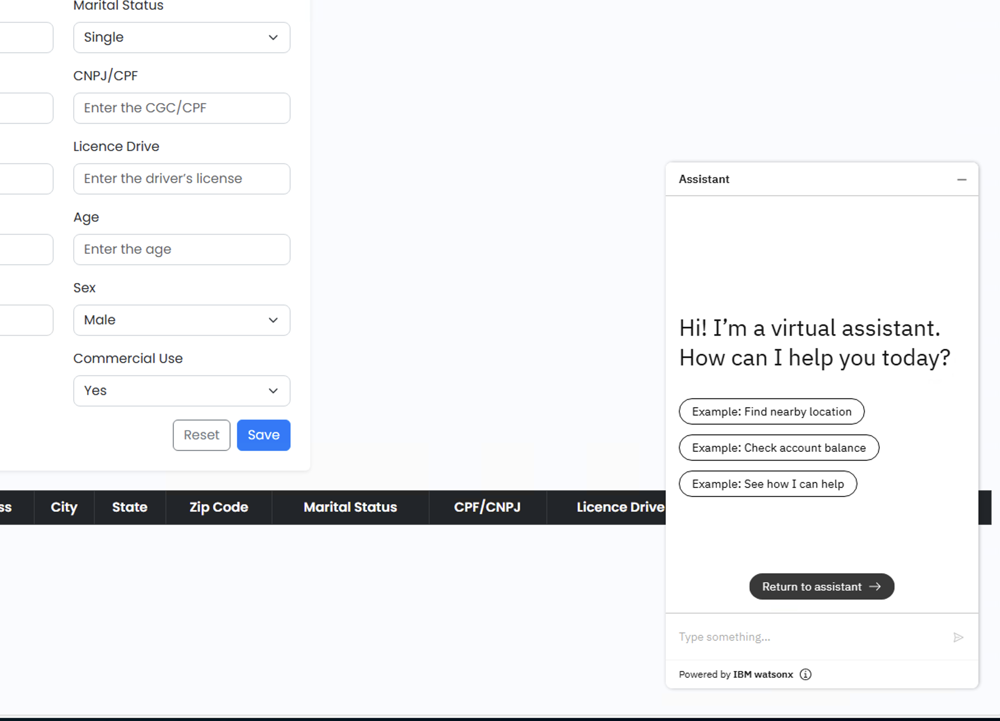 Marital Status
Single
CNPJ/CPF
Enter the CGC/CPF
Licence Drive
Enter the driver’s license
Age
Enter the age
Sex
Male
Commercial Use
Yes
Reset Save
ss City State Zip Code Marital Status CPF/CNPJ Licence Drive
Assistant
Hi! I’m a virtual assistant.
How can I help you today?
Example: Find nearby location
Example: Check account balance
Example: See how I can help
Return to assistant
Type something...
Powered by IBM watsonx